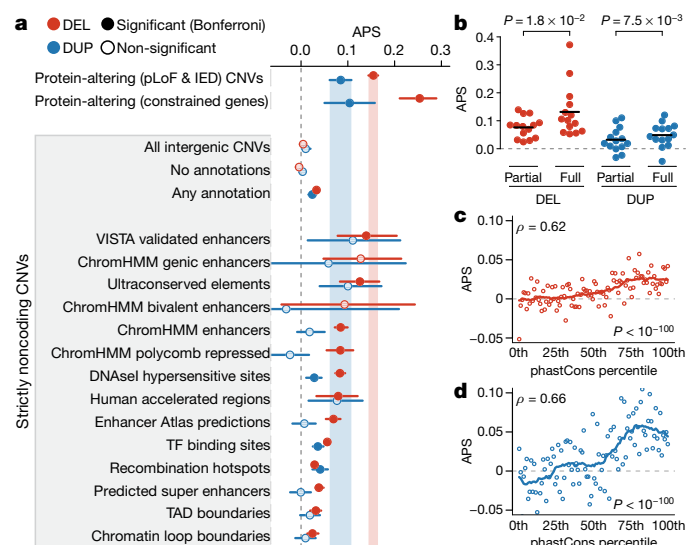 a
DEL
Significant (Bonferroni)
DUP
Non-significant
APS
0.0 0.1 0.2 0.3
Protein-altering (pLoF & IED) CNVs
Protein-altering (constrained genes)
Strictly noncoding CNVs
All intergenic CNVs
No annotations
Any annotation
VISTA validated enhancers
ChromHMM genic enhancers
Ultraconserved elements
ChromHMM bivalent enhancers
ChromHMM enhancers
ChromHMM polycomb repressed
DNAseI hypersensitive sites
Human accelerated regions
Enhancer Atlas predictions
TF binding sites
Recombination hotspots
Predicted super enhancers
TAD boundaries
Chromatin loop boundaries
b
P = 1.8 × 10⁻² P = 7.5 × 10⁻³
APS
0.4
0.3
0.2
0.1
0.0
Partial Full Partial Full
DEL DUP
c
APS
0.10
0.05
0
−0.05
ρ = 0.62
P < 10⁻¹⁰⁰
0th 25th 50th 75th 100th
phastCons percentile
d
APS
0.10
0.05
0
−0.05
ρ = 0.66
P < 10⁻¹⁰⁰
0th 25th 50th 75th 100th
phastCons percentile